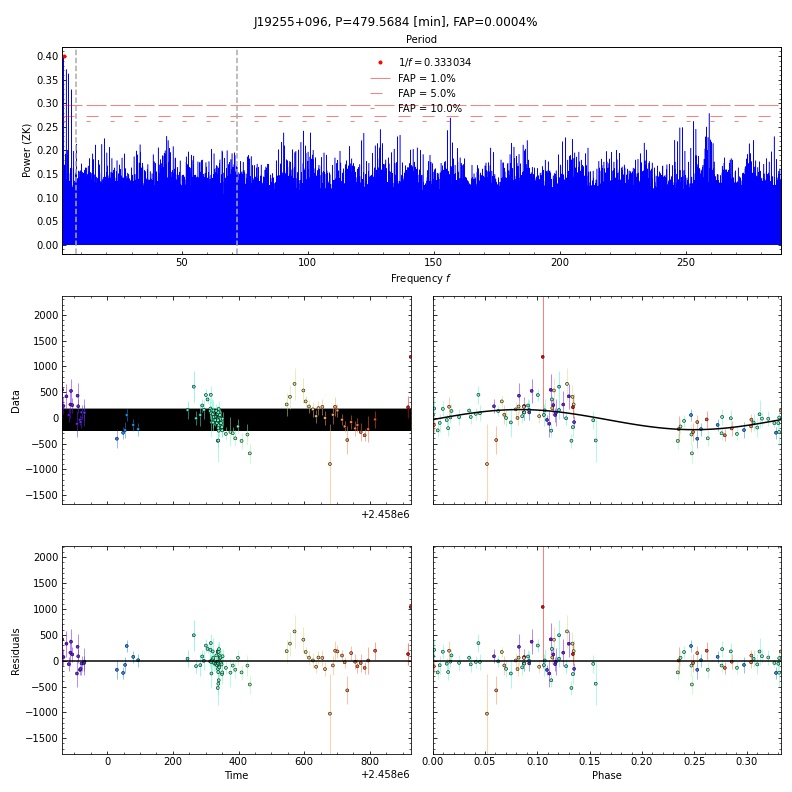 J19255+096, P=479.5684 [min], FAP=0.0004%
Period
0.40
0.35
0.30
0.25
0.20
0.15
0.10
0.05
0.00
Power (ZK)
1/f = 0.333034
FAP = 1.0%
FAP = 5.0%
FAP = 10.0%
50 100 150 200 250
Frequency f
2000
1500
1000
500
0
−500
−1000
−1500
Data
+2.458e6
2000
1500
1000
500
0
−500
−1000
−1500
Residuals
0 200 400 600 800
0.00 0.05 0.10 0.15 0.20 0.25 0.30
Time
+2.458e6
Phase